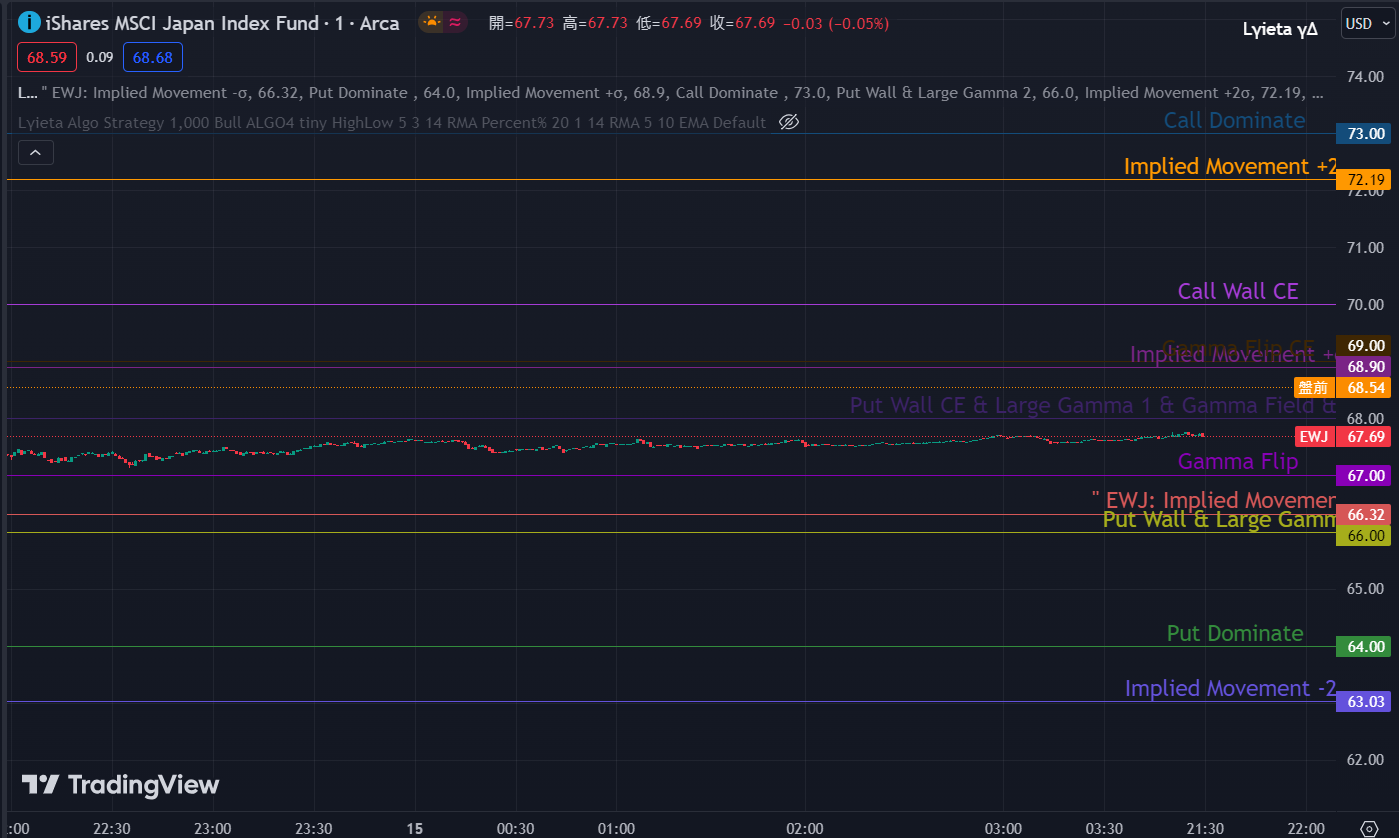 iShares MSCI Japan Index Fund · 1 · Arca 開=67.73 高=67.73 低=67.69 收=67.69 −0.03 (−0.05%)
Lyieta γΔ
USD
68.59 0.09 68.68
L... " EWJ: Implied Movement -σ, 66.32, Put Dominate , 64.0, Implied Movement +σ, 68.9, Call Dominate , 73.0, Put Wall & Large Gamma 2, 66.0, Implied Movement +2σ, 72.19, ...
Lyieta Algo Strategy 1,000 Bull ALGO4 tiny HighLow 5 3 14 RMA Percent% 20 1 14 RMA 5 10 EMA Default
74.00
Call Dominate 73.00
Implied Movement +2 72.19
72.00
71.00
Call Wall CE
70.00
Gamma Flip CE 69.00
Implied Movement + 68.90
盤前 68.54
Put Wall CE & Large Gamma 1 & Gamma Field &
68.00
EWJ 67.69
Gamma Flip
67.00
" EWJ: Implied Movemen
66.32
Put Wall & Large Gamm
66.00
65.00
Put Dominate
64.00
Implied Movement -2
63.03
62.00
TradingView
:00 22:30 23:00 23:30 15 00:30 01:00 02:00 03:00 03:30 21:30 22:00